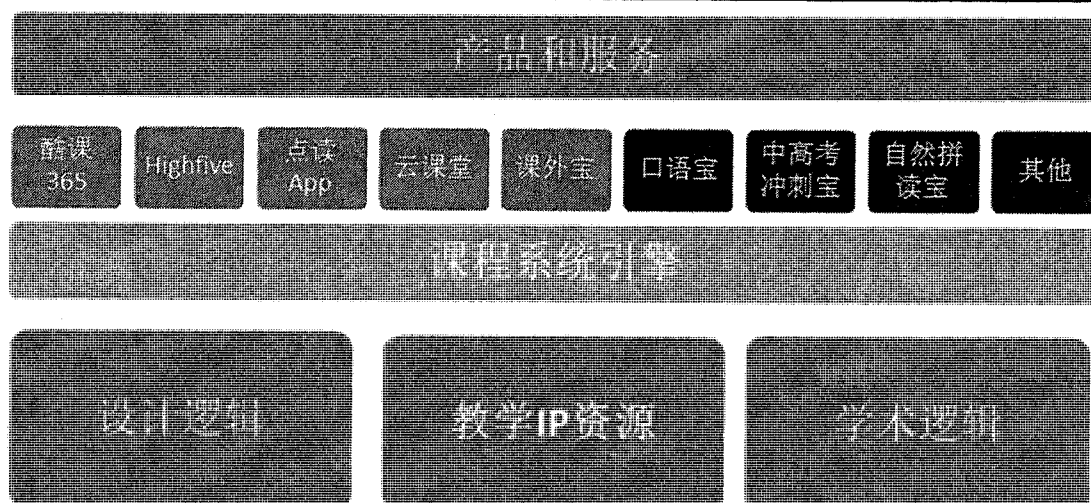 产品和服务
酷课
365
Highfive
点读
App
云课堂
课外宝
口语宝
中高考
冲刺宝
自然拼
读宝
其他
课程系统引擎
设计逻辑
教学IP资源
学术逻辑